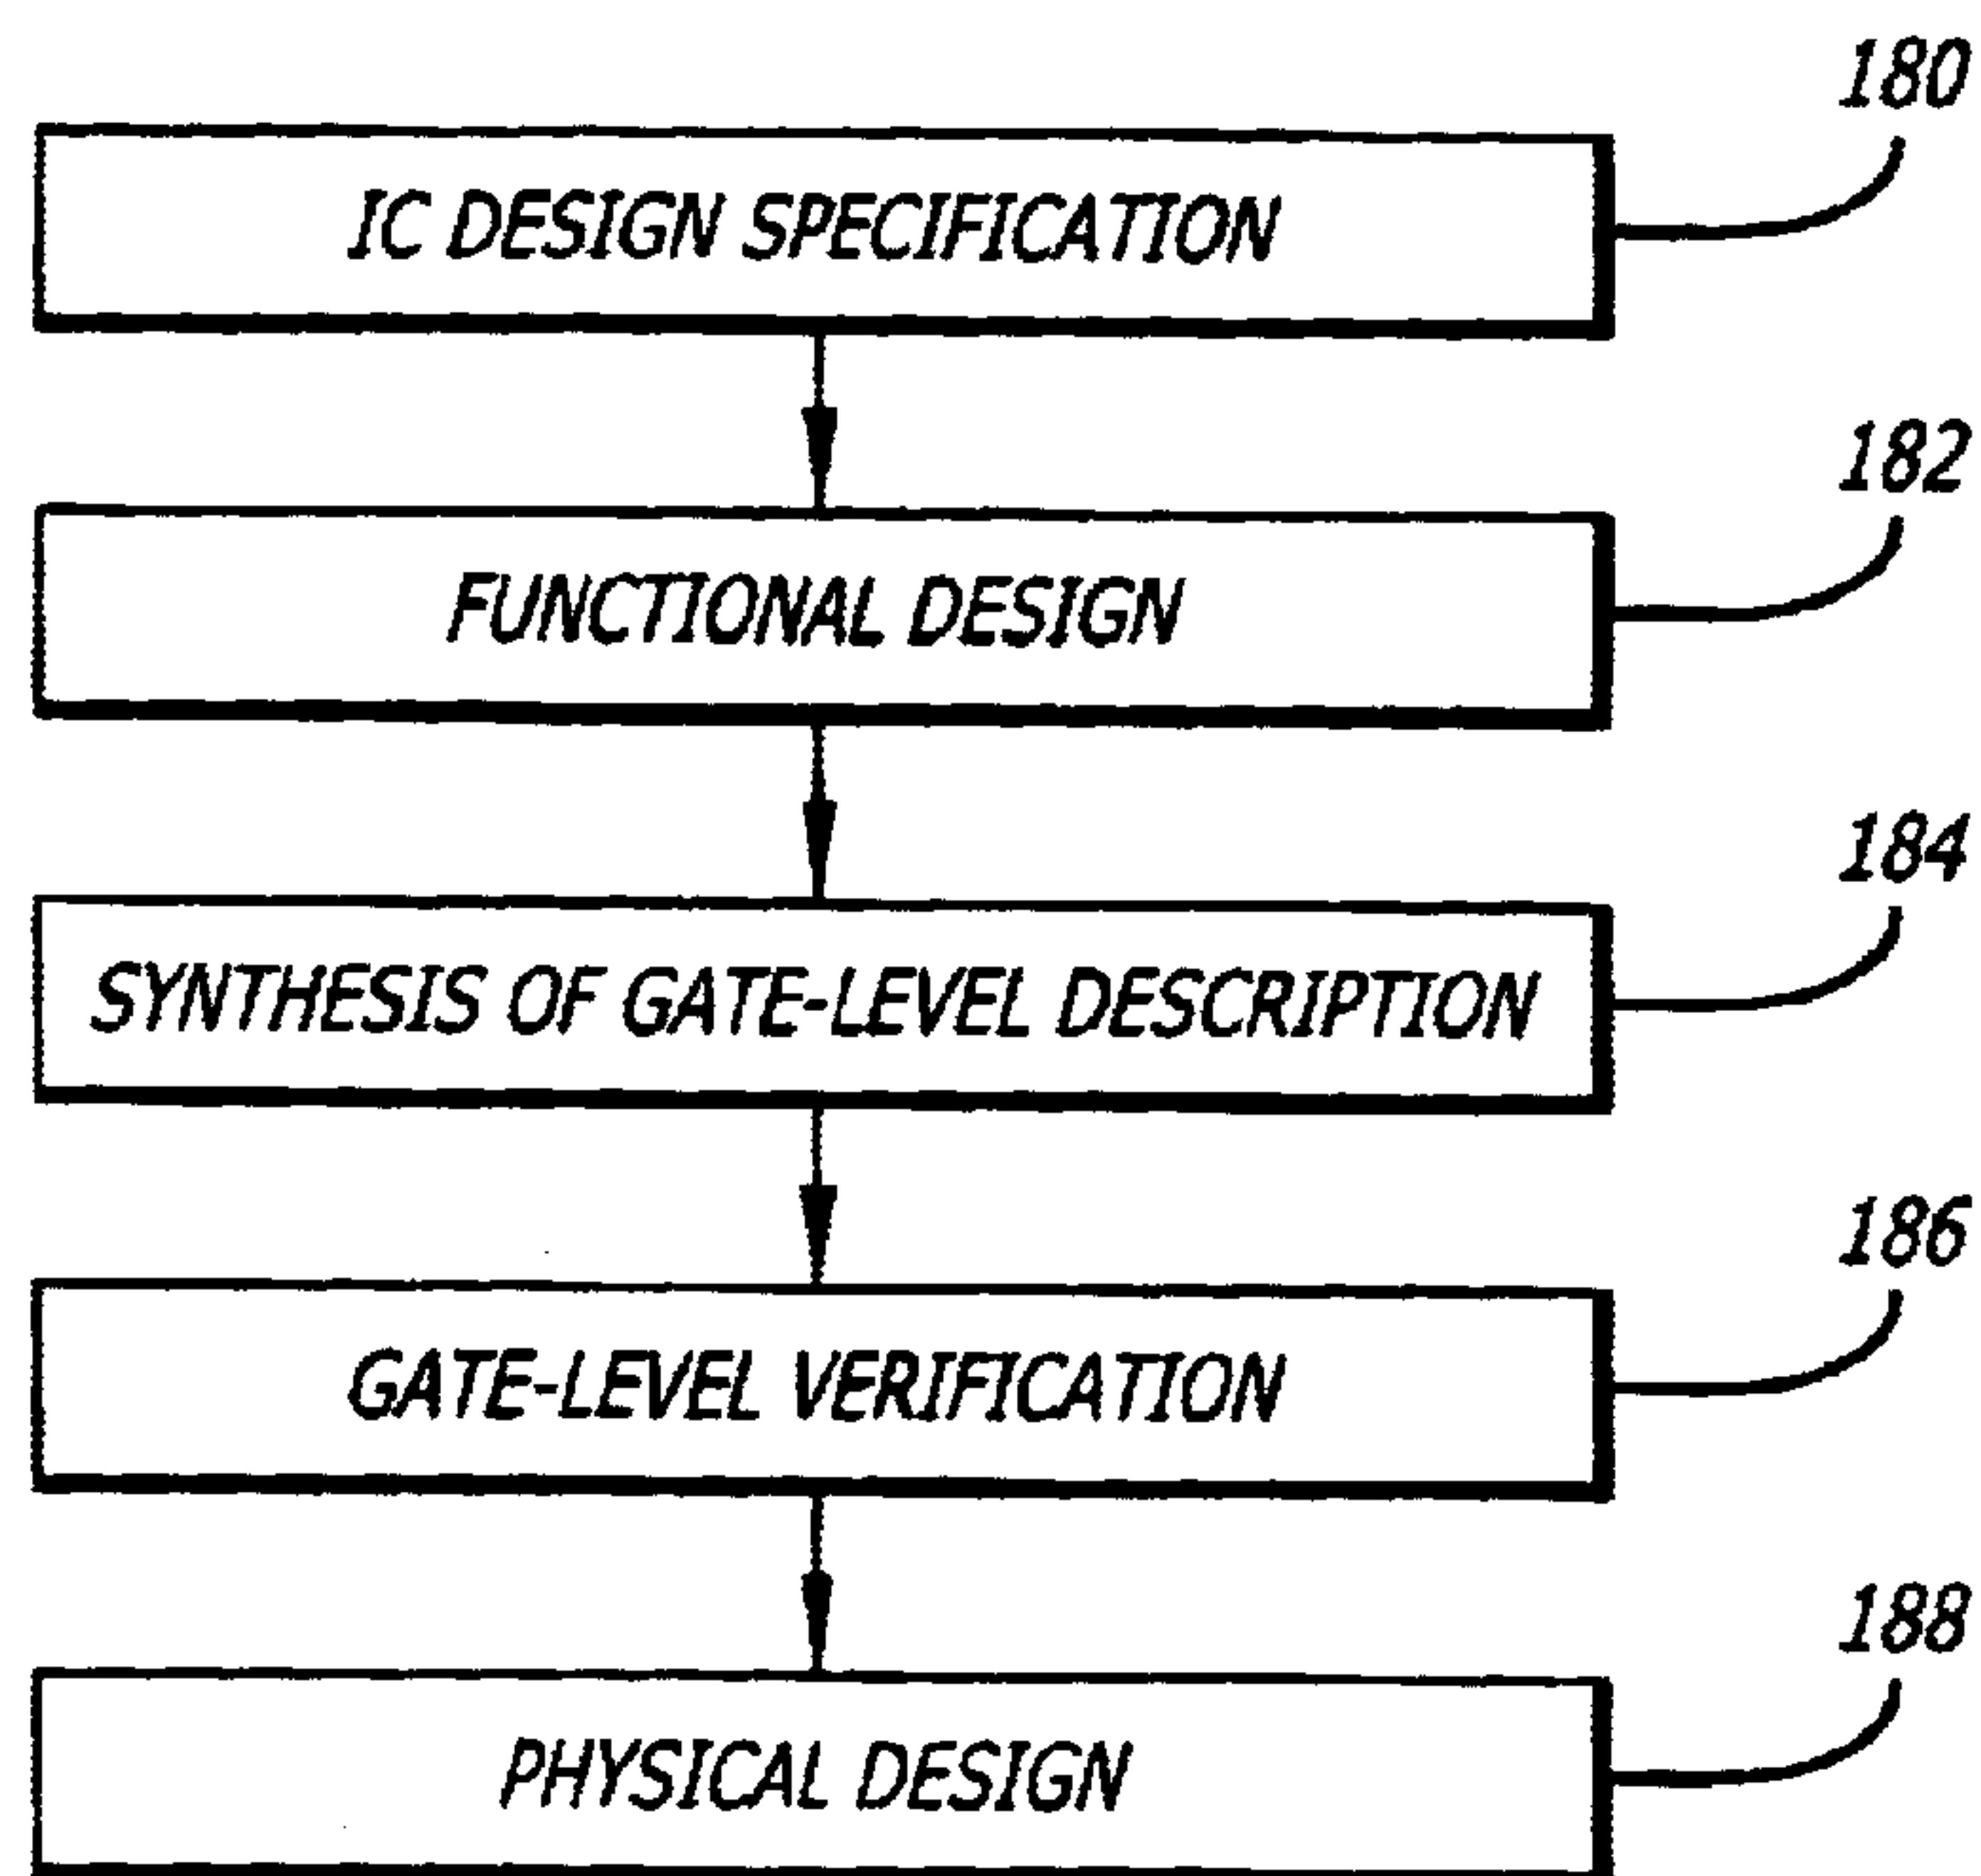 180
IC DESIGN SPECIFICATION
182
FUNCTIONAL DESIGN
184
SYNTHESIS OF GATE-LEVEL DESCRIPTION
186
GATE-LEVEL VERIFICATION
188
PHYSICAL DESIGN